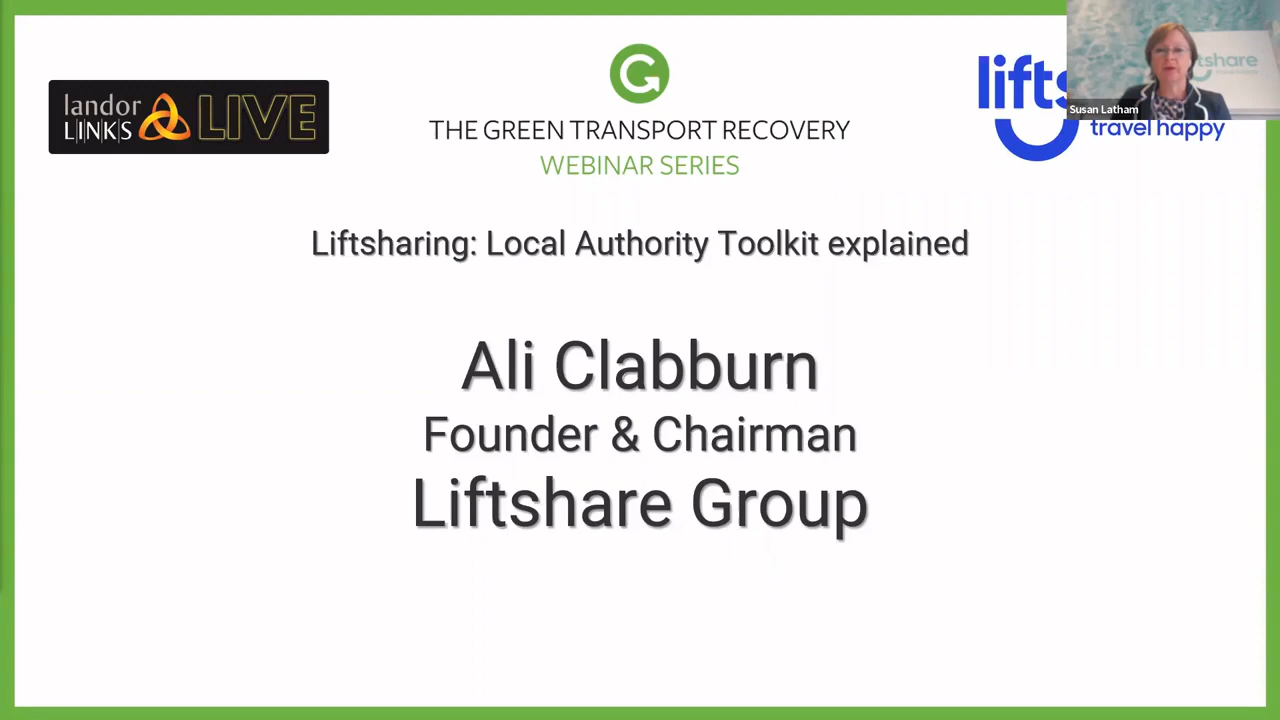 landor
LINKS
LIVE
G
THE GREEN TRANSPORT RECOVERY
WEBINAR SERIES
lifts
travel happy
tshare
Susan Latham
Liftsharing: Local Authority Toolkit explained
Ali Clabburn
Founder & Chairman
Liftshare Group